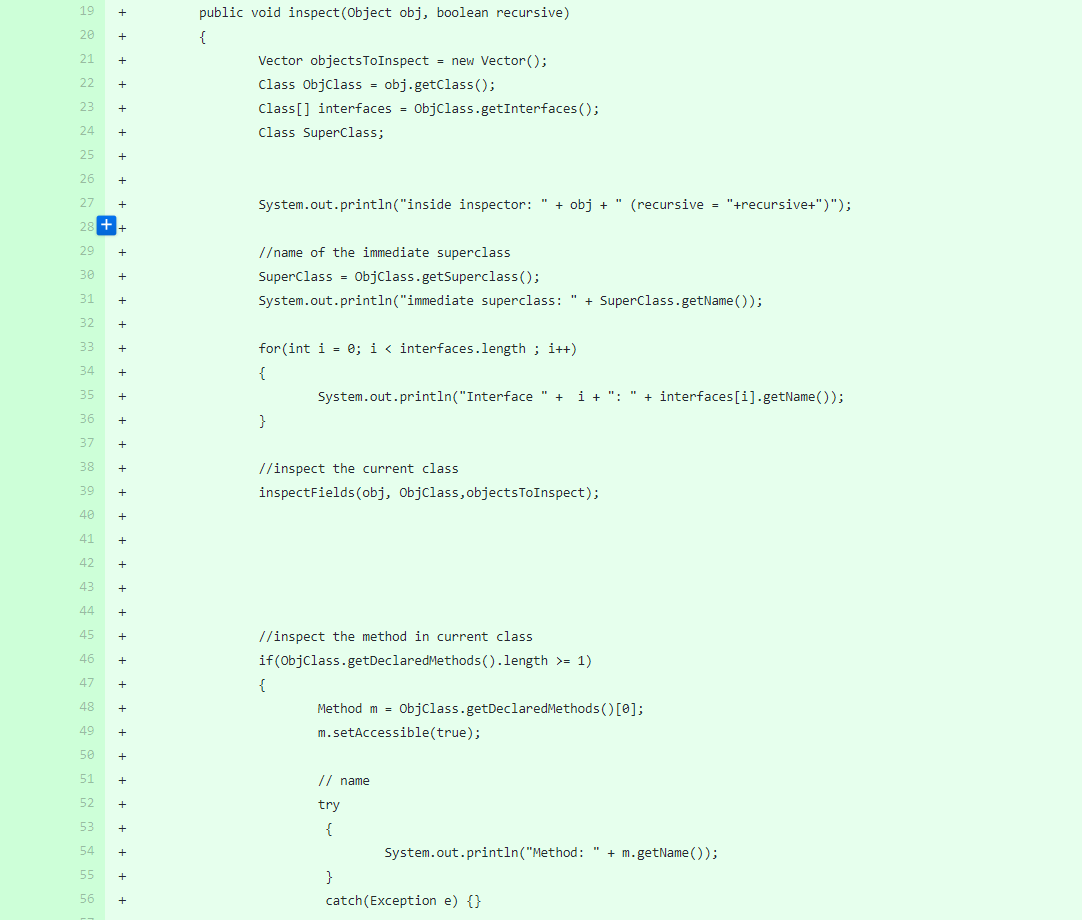 19 + public void inspect(Object obj, boolean recursive)
20 + {
21 + Vector objectsToInspect = new Vector();
22 + Class ObjClass = obj.getClass();
23 + Class[] interfaces = ObjClass.getInterfaces();
24 + Class SuperClass;
25 +
26 +
27 + System.out.println("inside inspector: " + obj + " (recursive = "+recursive+")");
28 + +
29 + //name of the immediate superclass
30 + SuperClass = ObjClass.getSuperclass();
31 + System.out.println("immediate superclass: " + SuperClass.getName());
32 +
33 + for(int i = 0; i < interfaces.length ; i++)
34 + {
35 + System.out.println("Interface " +  i + ": " + interfaces[i].getName());
36 + }
37 +
38 + //inspect the current class
39 + inspectFields(obj, ObjClass,objectsToInspect);
40 +
41 +
42 +
43 +
44 +
45 + //inspect the method in current class
46 + if(ObjClass.getDeclaredMethods().length >= 1)
47 + {
48 + Method m = ObjClass.getDeclaredMethods()[0];
49 + m.setAccessible(true);
50 +
51 + // name
52 + try
53 + {
54 + System.out.println("Method: " + m.getName());
55 + }
56 + catch(Exception e) {}